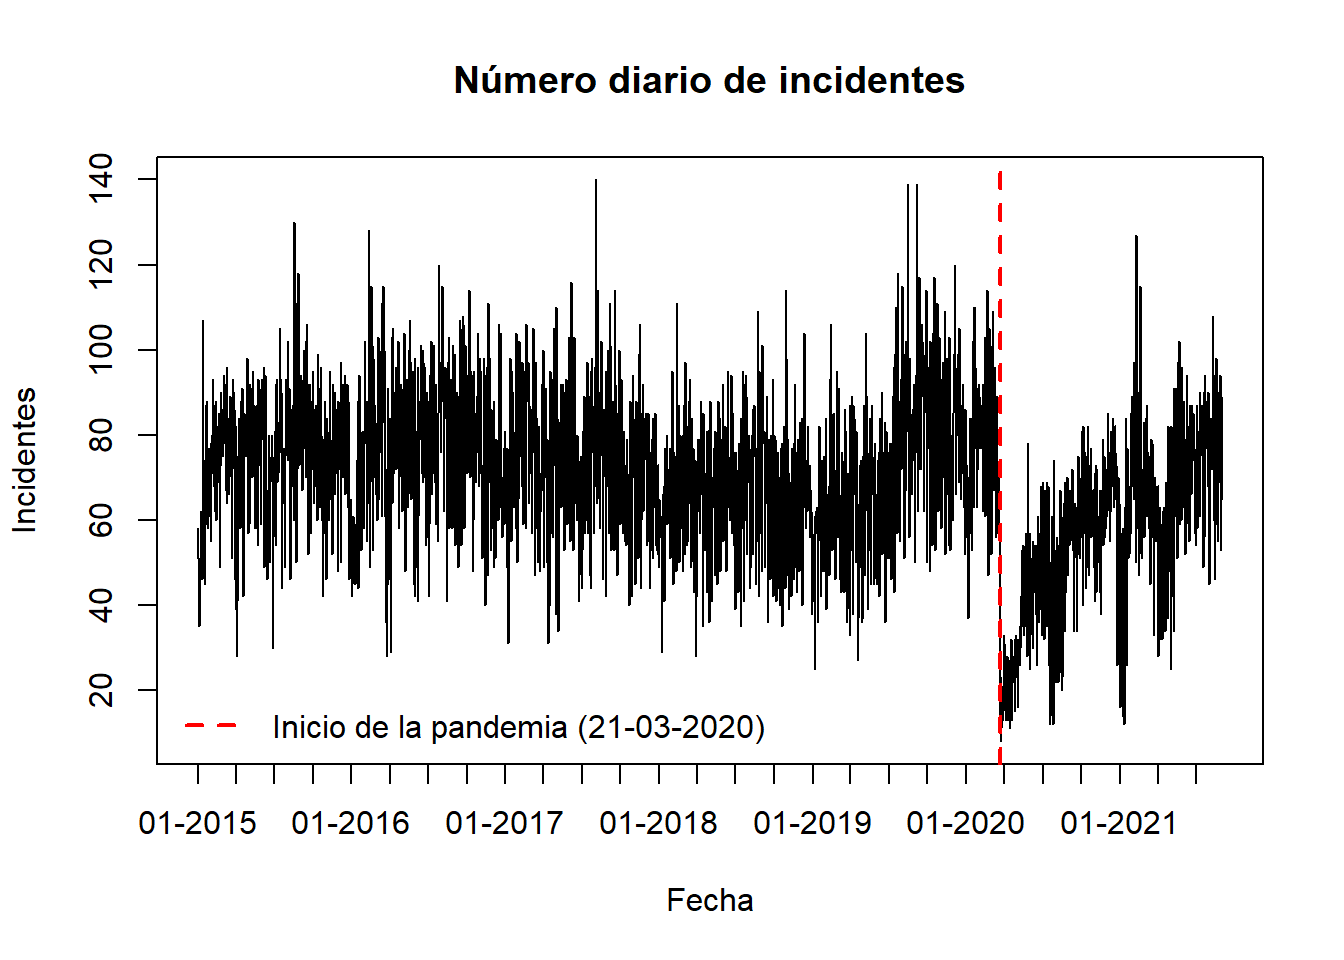 Número diario de incidentes
Incidentes
140
120
100
80
60
40
20
Inicio de la pandemia (21-03-2020)
01-2015 01-2016 01-2017 01-2018 01-2019 01-2020 01-2021
Fecha